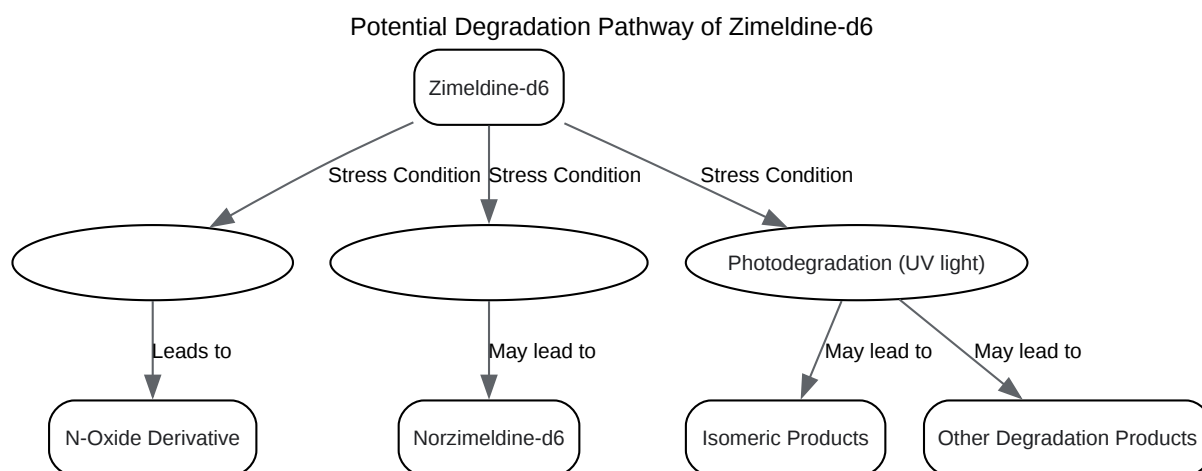 Potential Degradation Pathway of Zimeldine-d6
Zimeldine-d6
Stress Condition
Stress Condition
Stress Condition
Photodegradation (UV light)
Leads to
May lead to
May lead to
May lead to
N-Oxide Derivative
Norzimeldine-d6
Isomeric Products
Other Degradation Products